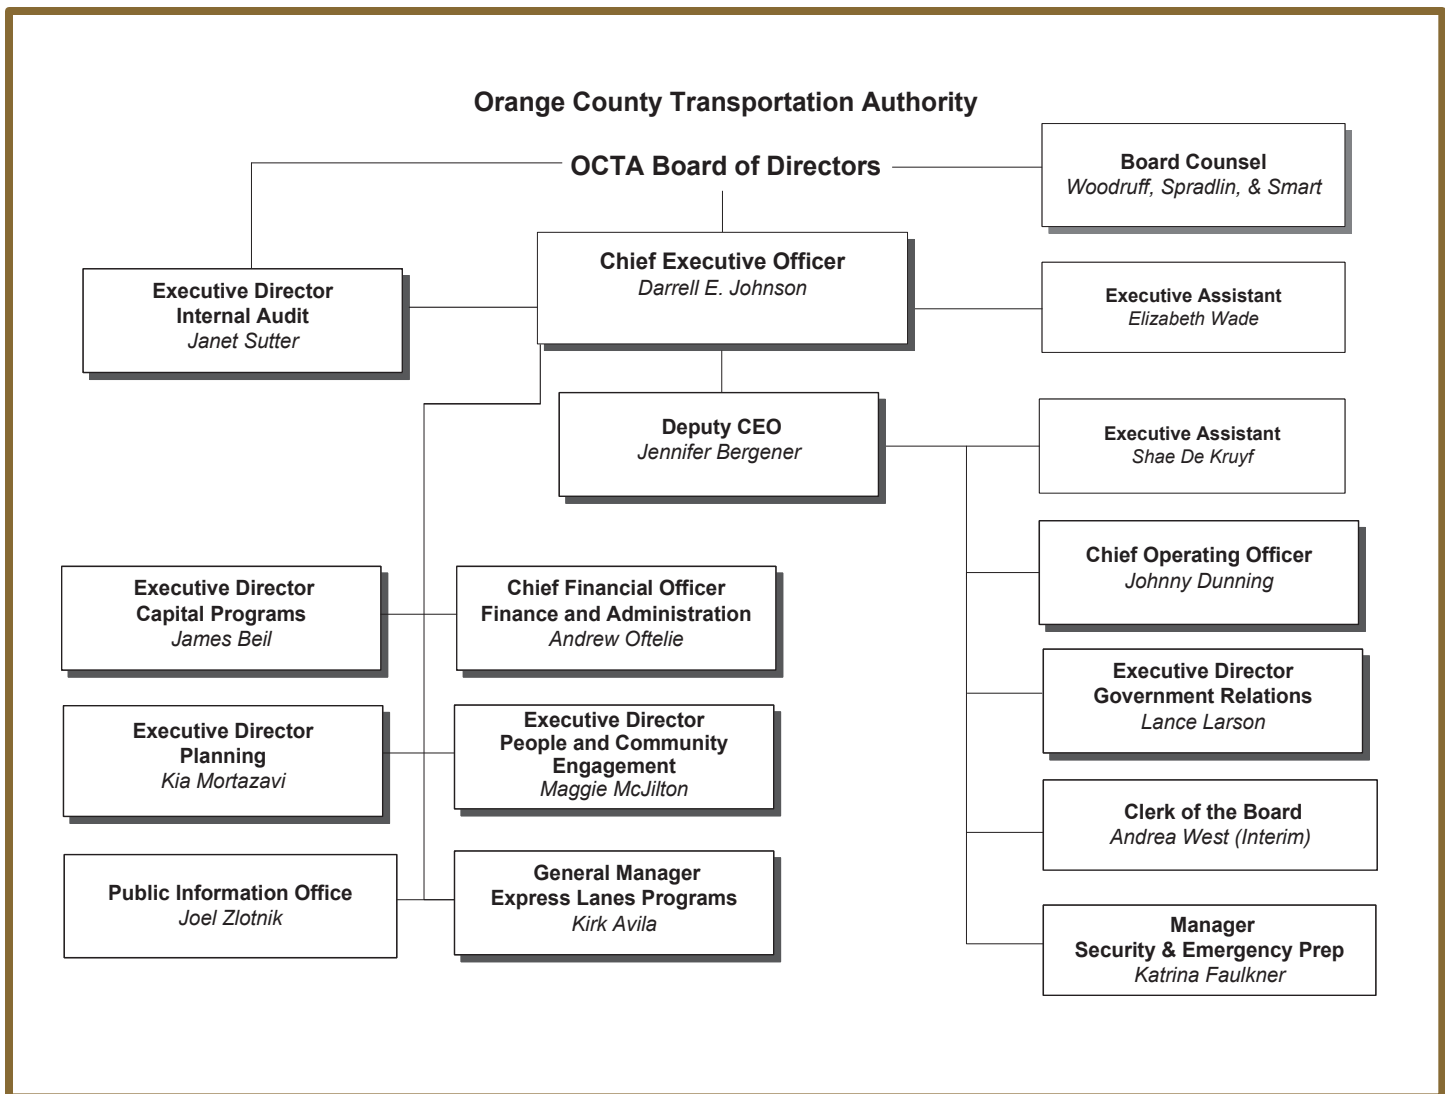 Orange County Transportation Authority
OCTA Board of Directors
Board Counsel
Woodruff, Spradlin, & Smart
Chief Executive Officer
Darrell E. Johnson
Executive Director
Internal Audit
Janet Sutter
Executive Assistant
Elizabeth Wade
Deputy CEO
Jennifer Bergener
Executive Assistant
Shae De Kruyf
Chief Operating Officer
Johnny Dunning
Executive Director
Capital Programs
James Beil
Chief Financial Officer
Finance and Administration
Andrew Oftelie
Executive Director
Government Relations
Lance Larson
Executive Director
Planning
Kia Mortazavi
Executive Director
People and Community
Engagement
Maggie McJilton
Clerk of the Board
Andrea West (Interim)
Public Information Office
Joel Zlotnik
General Manager
Express Lanes Programs
Kirk Avila
Manager
Security & Emergency Prep
Katrina Faulkner